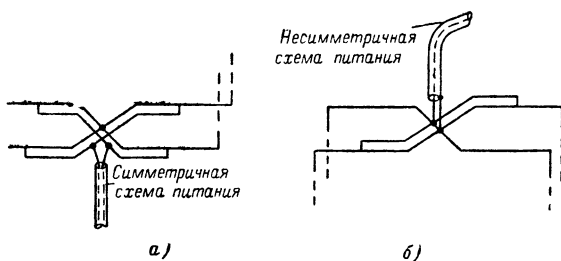 Несимметричная
схема питания
Симметричная
схема питания
а)
б)